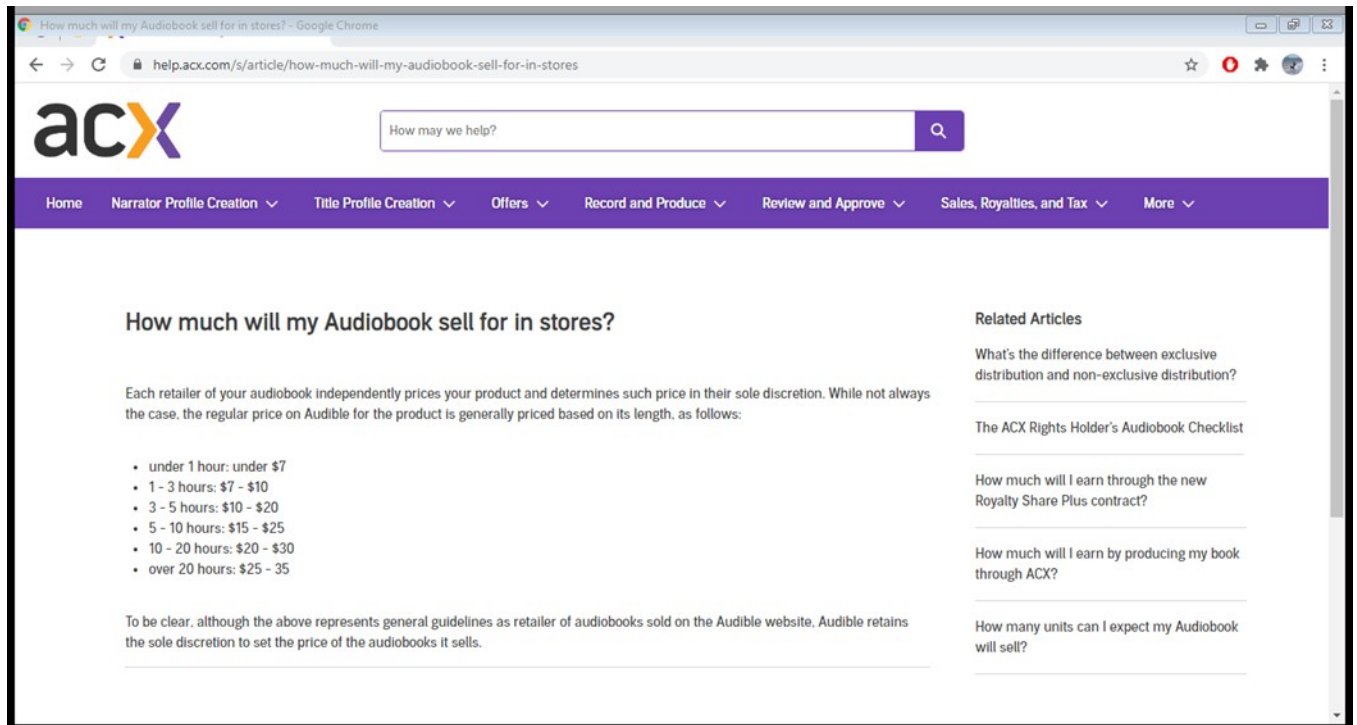 How much will my Audiobook sell for in stores? - Google Chrome
help.acx.com/s/article/how-much-will-my-audiobook-sell-for-in-stores
acx
How may we help?
Home Narrator Profile Creation Title Profile Creation Offers Record and Produce Review and Approve Sales, Royalties, and Tax More
How much will my Audiobook sell for in stores?
Each retailer of your audiobook independently prices your product and determines such price in their sole discretion. While not always
the case, the regular price on Audible for the product is generally priced based on its length, as follows:
• under 1 hour: under $7
• 1 - 3 hours: $7 - $10
• 3 - 5 hours: $10 - $20
• 5 - 10 hours: $15 - $25
• 10 - 20 hours: $20 - $30
• over 20 hours: $25 - 35
To be clear, although the above represents general guidelines as retailer of audiobooks sold on the Audible website, Audible retains
the sole discretion to set the price of the audiobooks it sells.
Related Articles
What's the difference between exclusive
distribution and non-exclusive distribution?
The ACX Rights Holder's Audiobook Checklist
How much will I earn through the new
Royalty Share Plus contract?
How much will I earn by producing my book
through ACX?
How many units can I expect my Audiobook
will sell?